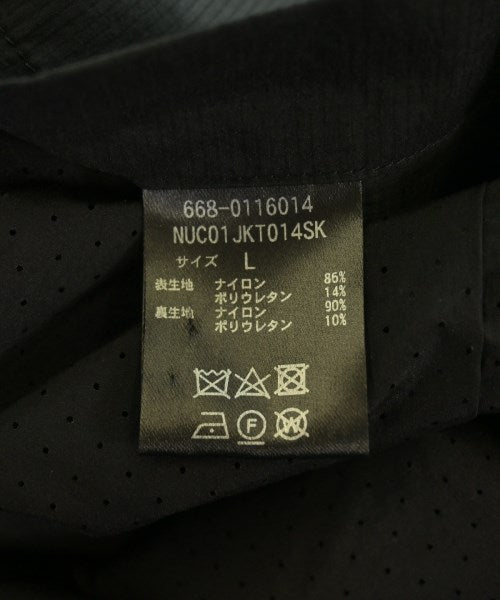 668-0116014
NUC01JKT014SK
サイズ L
表生地 ナイロン 86%
ポリウレタン 14%
裏生地 ナイロン 90%
ポリウレタン 10%
F W